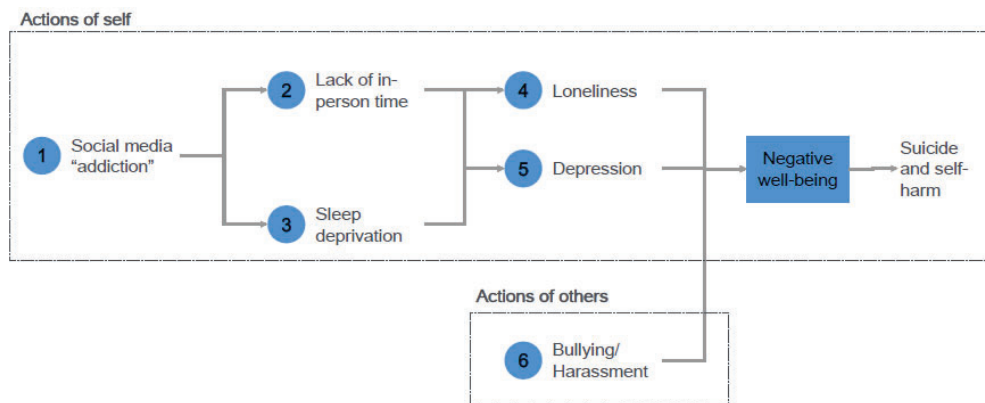 Actions of self
1
Social media
“addiction”
2
Lack of in-
person time
3
Sleep
deprivation
4
Loneliness
5
Depression
Negative
well-being
Suicide
and self-
harm
Actions of others
6
Bullying/
Harassment